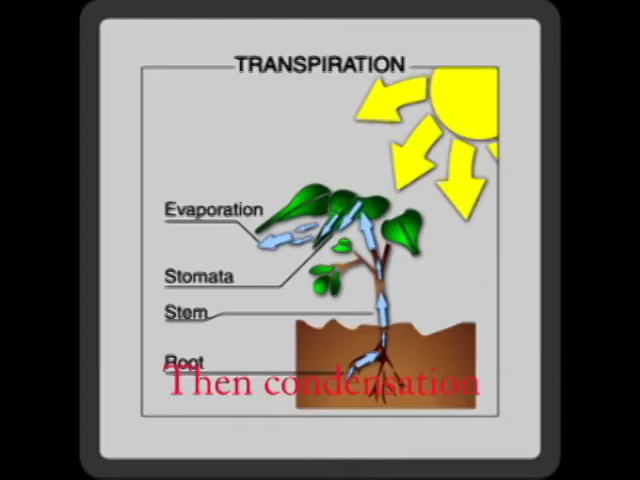 TRANSPIRATION
Evaporation
Stomata
Stem
Root
Then condensation